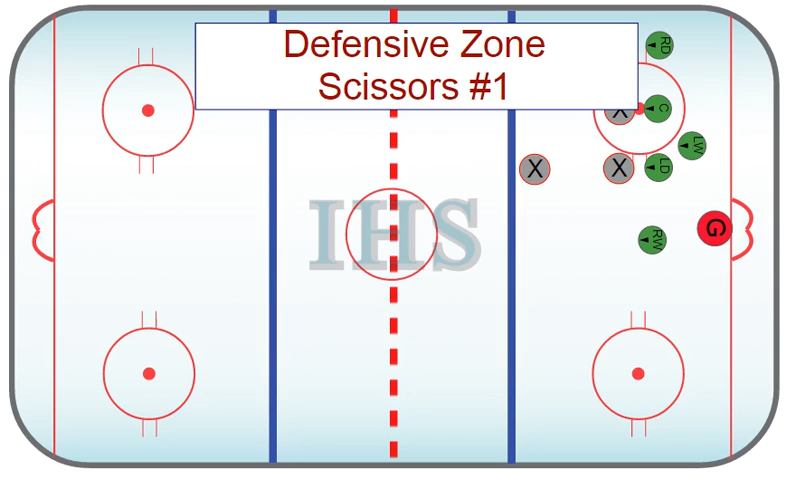 Defensive Zone
Scissors #1
RD
X
C
LW
X
X
LD
IHS
G
RW